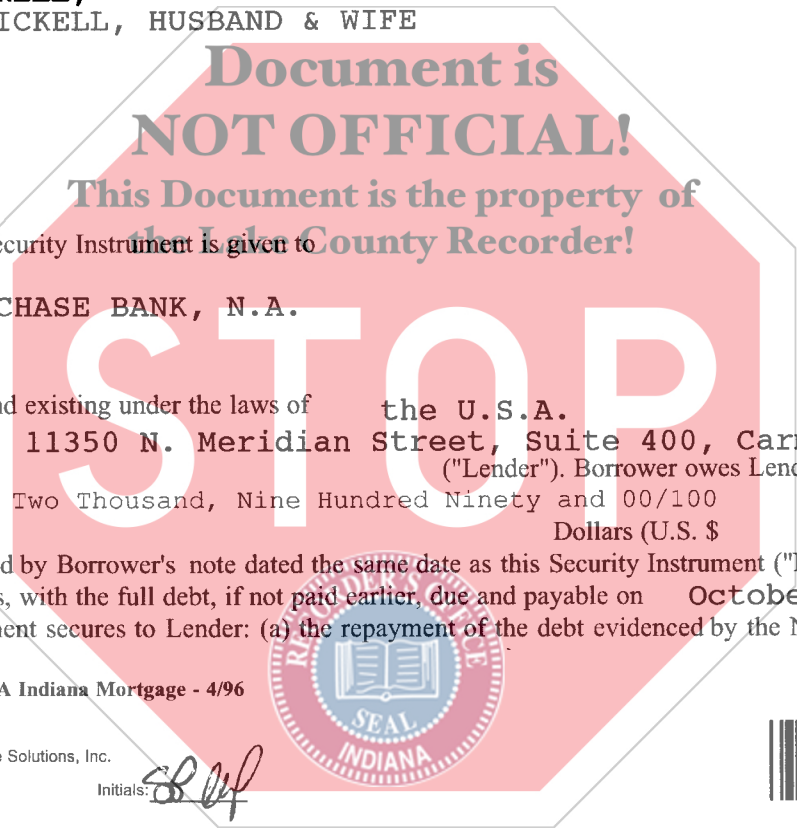 ICKELL, HUSBAND & WIFE
Document is
NOT OFFICIAL!
This Document is the property of
the Lake County Recorder!
ecurity Instrument is given to
CHASE BANK, N.A.
STOP
nd existing under the laws of the U.S.A.
11350 N. Meridian Street, Suite 400, Car
("Lender"). Borrower owes Lend
Two Thousand, Nine Hundred Ninety and 00/100
Dollars (U.S. $
d by Borrower's note dated the same date as this Security Instrument ("
s, with the full debt, if not paid earlier, due and payable on Octobe
ment secures to Lender: (a) the repayment of the debt evidenced by the N
RECORDER'S OFFICE
SEAL
INDIANA
A Indiana Mortgage - 4/96
e Solutions, Inc.
Initials: